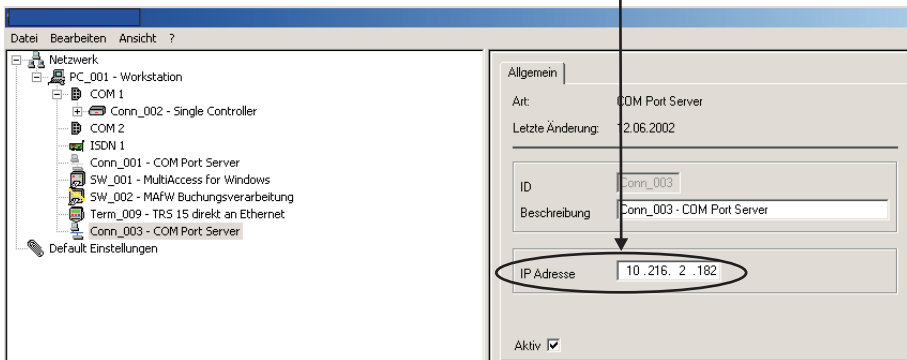 Datei Bearbeiten Ansicht ?
Netzwerk
PC_001 - Workstation
COM 1
Conn_002 - Single Controller
COM 2
ISDN 1
Conn_001 - COM Port Server
SW_001 - MultiAccess for Windows
SW_002 - MAfW Buchungsverarbeitung
Term_009 - TRS 15 direkt an Ethernet
Conn_003 - COM Port Server
Default Einstellungen
Allgemein
Art: COM Port Server
Letzte Änderung: 12.06.2002
ID Conn_003
Beschreibung Conn_003 - COM Port Server
IP Adresse 10 .216. 2 .182
Aktiv